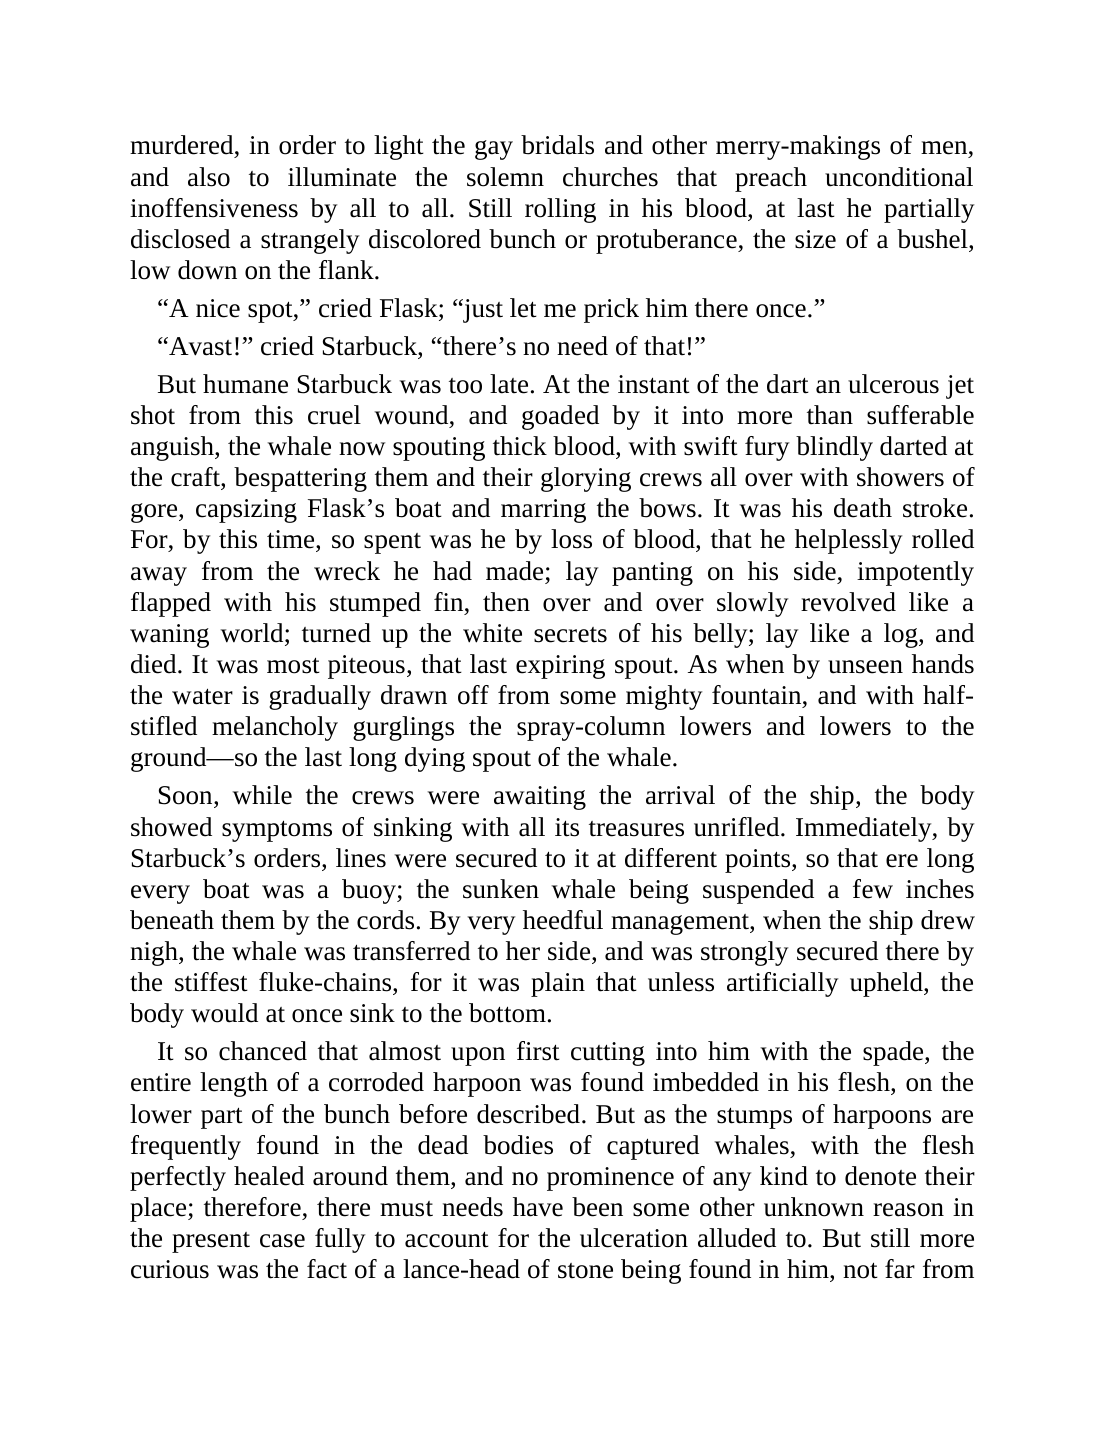 murdered, in order to light the gay bridals and other merry-makings of men,
and also to illuminate the solemn churches that preach unconditional
inoffensiveness by all to all. Still rolling in his blood, at last he partially
disclosed a strangely discolored bunch or protuberance, the size of a bushel,
low down on the flank.
“A nice spot,” cried Flask; “just let me prick him there once.”
“Avast!” cried Starbuck, “there’s no need of that!”
But humane Starbuck was too late. At the instant of the dart an ulcerous jet
shot from this cruel wound, and goaded by it into more than sufferable
anguish, the whale now spouting thick blood, with swift fury blindly darted at
the craft, bespattering them and their glorying crews all over with showers of
gore, capsizing Flask’s boat and marring the bows. It was his death stroke.
For, by this time, so spent was he by loss of blood, that he helplessly rolled
away from the wreck he had made; lay panting on his side, impotently
flapped with his stumped fin, then over and over slowly revolved like a
waning world; turned up the white secrets of his belly; lay like a log, and
died. It was most piteous, that last expiring spout. As when by unseen hands
the water is gradually drawn off from some mighty fountain, and with half-
stifled melancholy gurglings the spray-column lowers and lowers to the
ground—so the last long dying spout of the whale.
Soon, while the crews were awaiting the arrival of the ship, the body
showed symptoms of sinking with all its treasures unrifled. Immediately, by
Starbuck’s orders, lines were secured to it at different points, so that ere long
every boat was a buoy; the sunken whale being suspended a few inches
beneath them by the cords. By very heedful management, when the ship drew
nigh, the whale was transferred to her side, and was strongly secured there by
the stiffest fluke-chains, for it was plain that unless artificially upheld, the
body would at once sink to the bottom.
It so chanced that almost upon first cutting into him with the spade, the
entire length of a corroded harpoon was found imbedded in his flesh, on the
lower part of the bunch before described. But as the stumps of harpoons are
frequently found in the dead bodies of captured whales, with the flesh
perfectly healed around them, and no prominence of any kind to denote their
place; therefore, there must needs have been some other unknown reason in
the present case fully to account for the ulceration alluded to. But still more
curious was the fact of a lance-head of stone being found in him, not far from